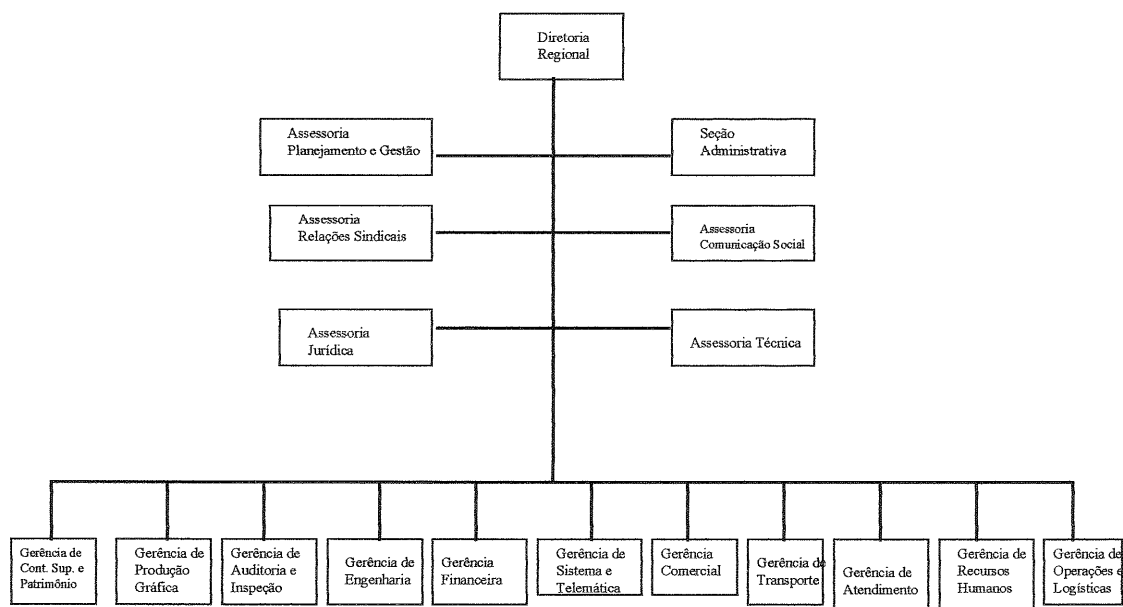 Diretoria
Regional
Assessoria
Planejamento e Gestão
Seção
Administrativa
Assessoria
Relações Sindicais
Assessoria
Comunicação Social
Assessoria
Jurídica
Assessoria Técnica
Gerência de
Cont. Sup. e
Patrimônio
Gerência de
Produção
Gráfica
Gerência de
Auditoria e
Inspeção
Gerência de
Engenharia
Gerência
Financeira
Gerência de
Sistema e
Telemática
Gerência
Comercial
Gerência de
Transporte
Gerência de
Atendimento
Gerência de
Recursos
Humanos
Gerência de
Operações e
Logísticas